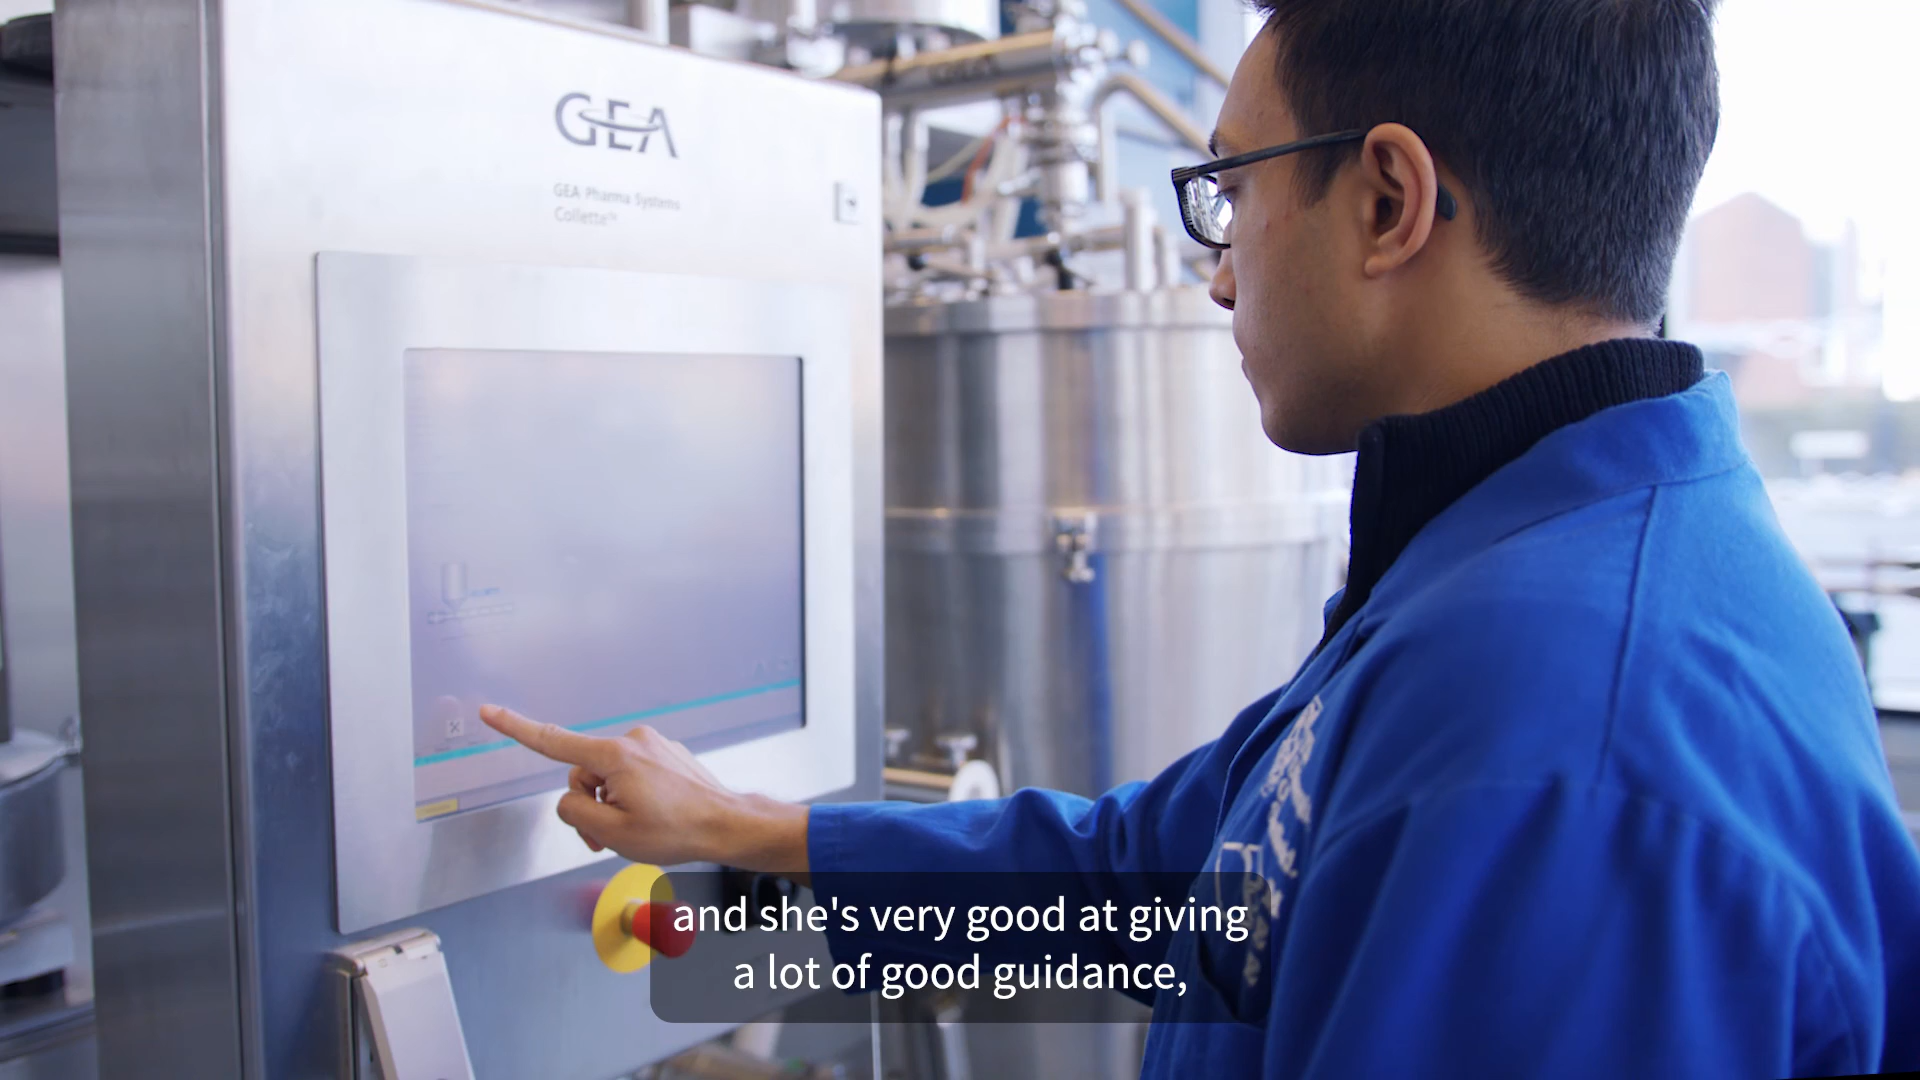 GEA
GEA Pharma Systems
Collette™
and she's very good at giving
a lot of good guidance,